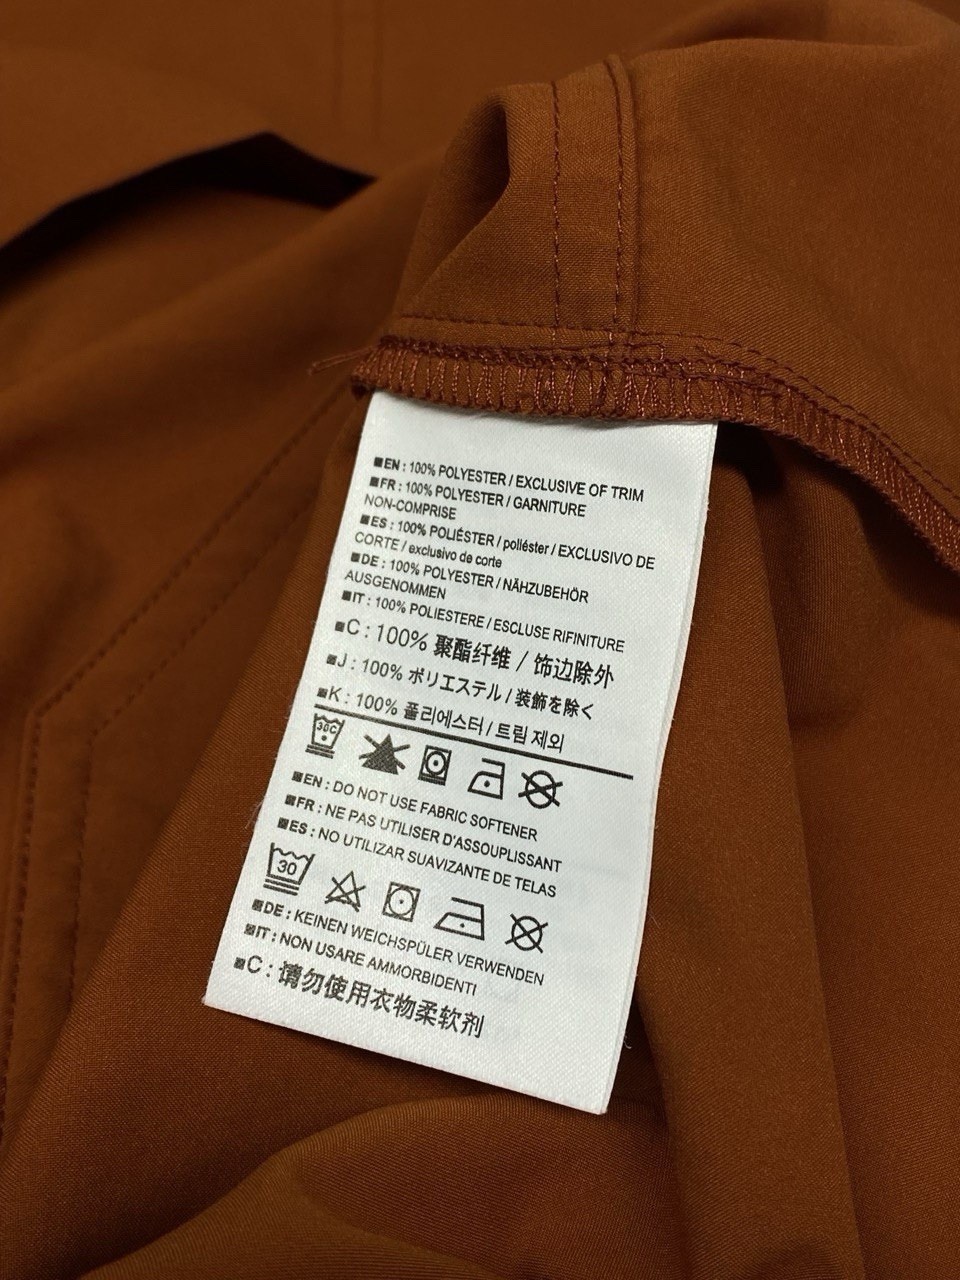 EN : 100% POLYESTER / EXCLUSIVE OF TRIM
FR : 100% POLYESTER / GARNITURE
NON-COMPRISE
ES : 100% POLIÉSTER / poliéster / EXCLUSIVO DE
CORTE / exclusivo de corte
DE : 100% POLYESTER / NÄHZUBEHÖR
AUSGENOMMEN
IT : 100% POLIESTERE / ESCLUSE RIFINITURE
C : 100% 聚酯纤维 / 饰边除外
J : 100% ポリエステル / 装飾を除く
K : 100% 폴리에스터 / 트림 제외
30C
EN : DO NOT USE FABRIC SOFTENER
FR : NE PAS UTILISER D'ASSOUPLISSANT
ES : NO UTILIZAR SUAVIZANTE DE TELAS
30
DE : KEINEN WEICHSPÜLER VERWENDEN
IT : NON USARE AMMORBIDENTI
C : 请勿使用衣物柔软剂